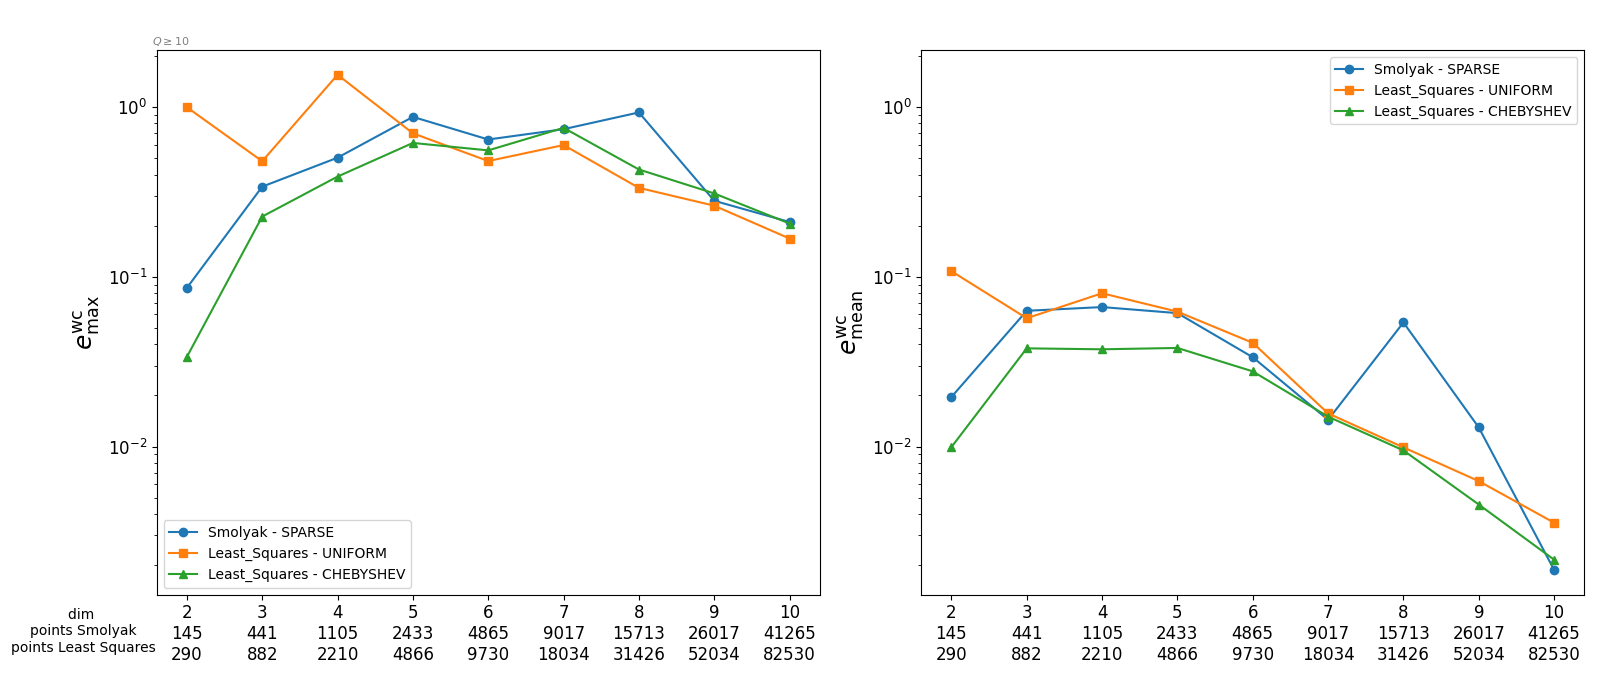 Q ≥ 10
10⁰
10⁻¹
10⁻²
e^wc_max
Smolyak - SPARSE
Least_Squares - UNIFORM
Least_Squares - CHEBYSHEV
dim
2 3 4 5 6 7 8 9 10
points Smolyak
145 441 1105 2433 4865 9017 15713 26017 41265
points Least Squares
290 882 2210 4866 9730 18034 31426 52034 82530
10⁰
10⁻¹
10⁻²
e^wc_mean
Smolyak - SPARSE
Least_Squares - UNIFORM
Least_Squares - CHEBYSHEV
2 3 4 5 6 7 8 9 10
145 441 1105 2433 4865 9017 15713 26017 41265
290 882 2210 4866 9730 18034 31426 52034 82530